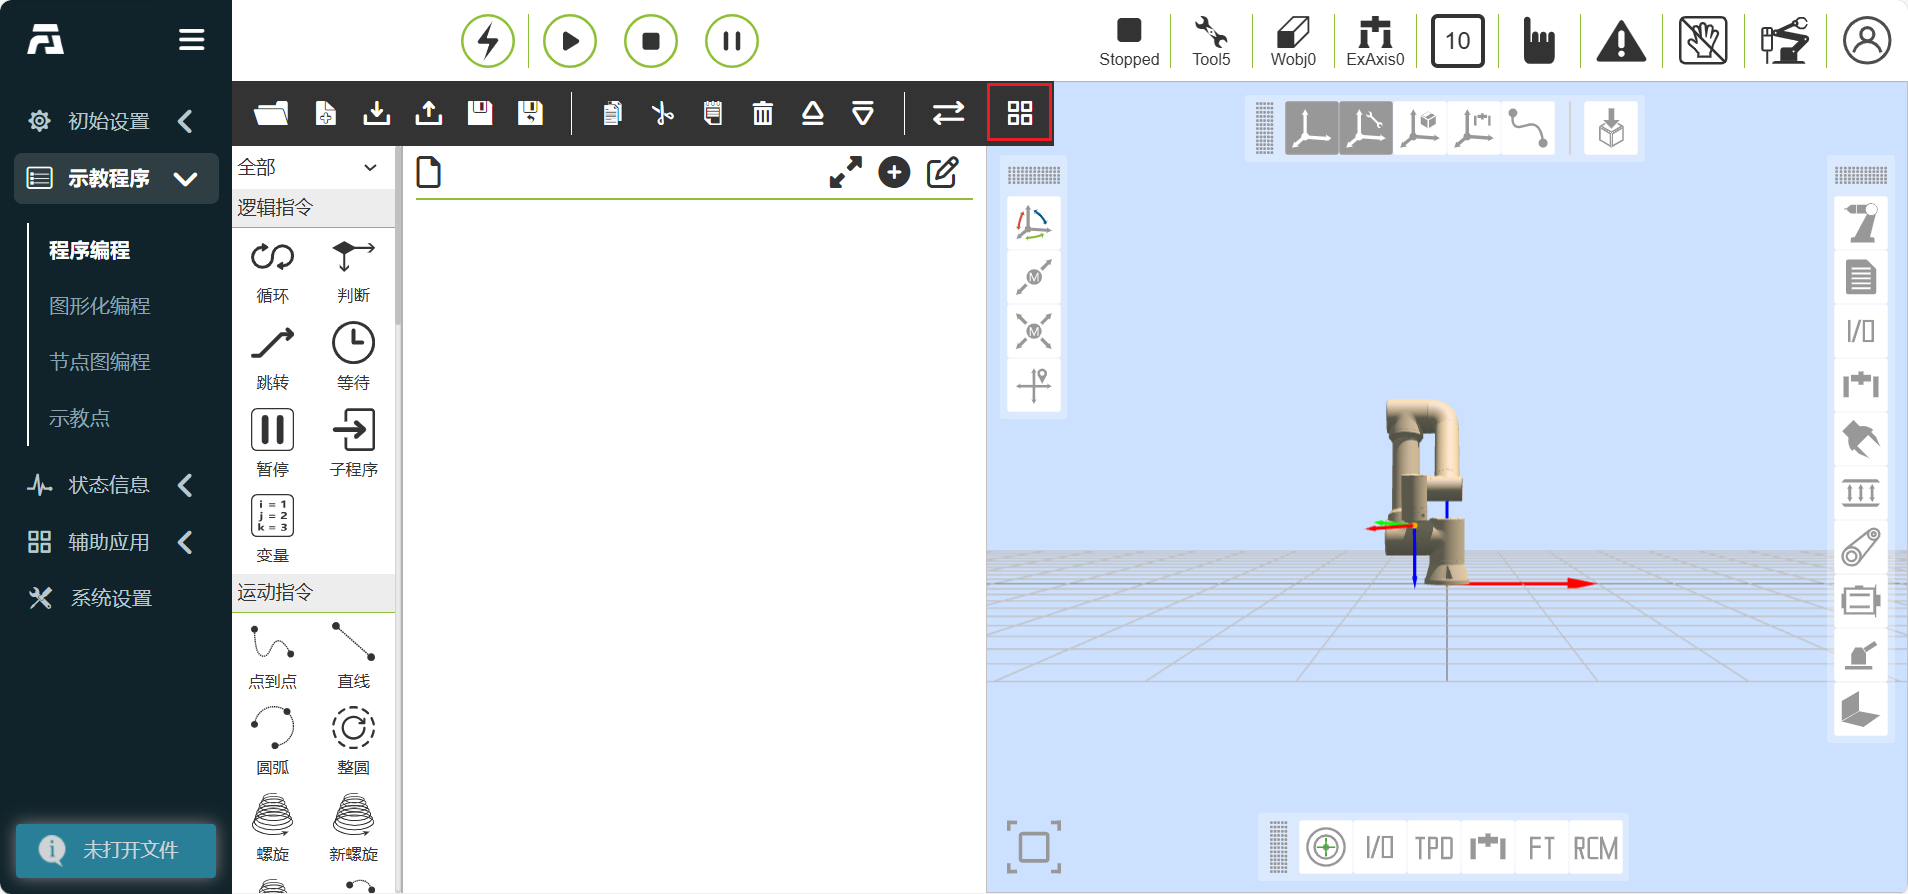 Stopped
Tool5
Wobj0
ExAxis0
10
初始设置
示教程序
程序编程
图形化编程
节点图编程
示教点
状态信息
辅助应用
系统设置
未打开文件
全部
逻辑指令
循环
判断
跳转
等待
暂停
子程序
i = 1
j = 2
k = 3
变量
运动指令
点到点
直线
圆弧
整圆
螺旋
新螺旋
M
M
I/O
I/O
TPD
FT
RCM